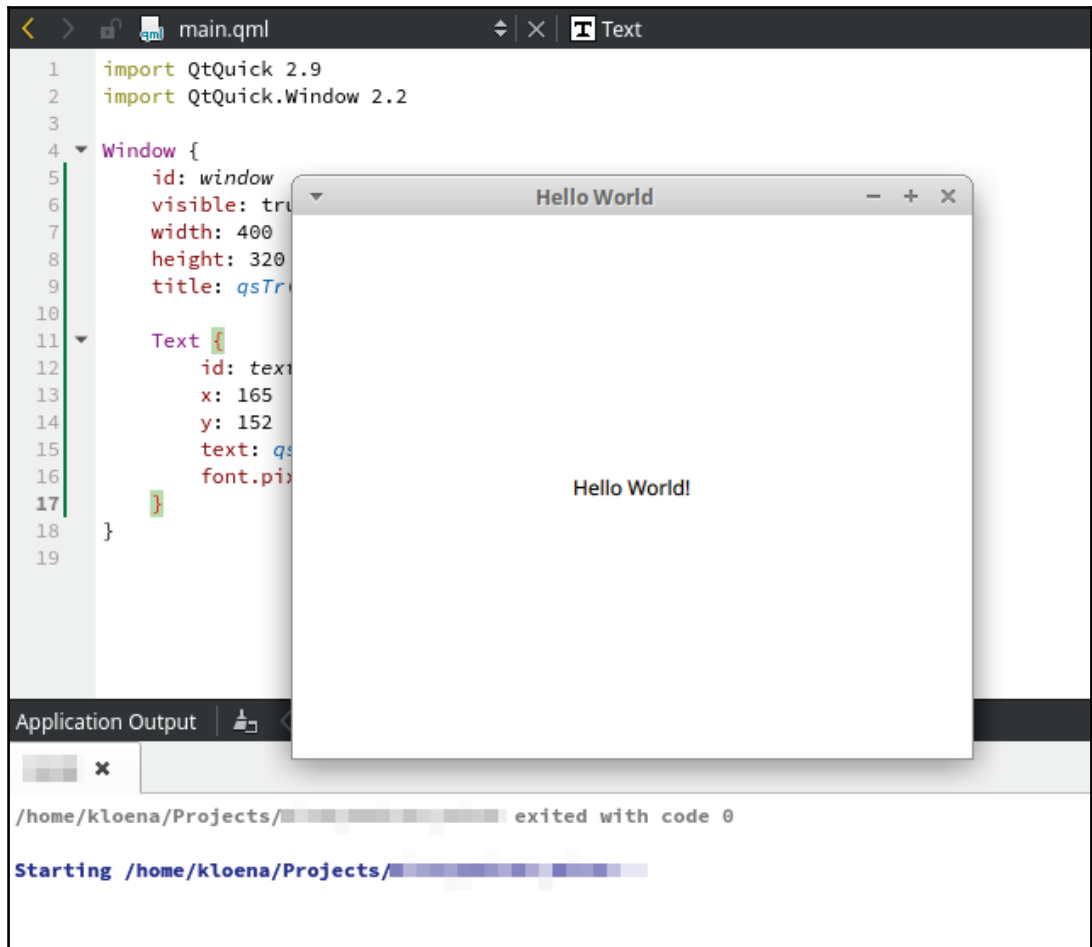 main.qml Text
1 import QtQuick 2.9
2 import QtQuick.Window 2.2
3
4 Window {
5 id: window
6 visible: tru
7 width: 400
8 height: 320
9 title: qsTr
10
11 Text {
12 id: text
13 x: 165
14 y: 152
15 text: qs
16 font.pix
17 }
18 }
19
Hello World
Hello World!
Application Output
/home/kloena/Projects/ exited with code 0
Starting /home/kloena/Projects/